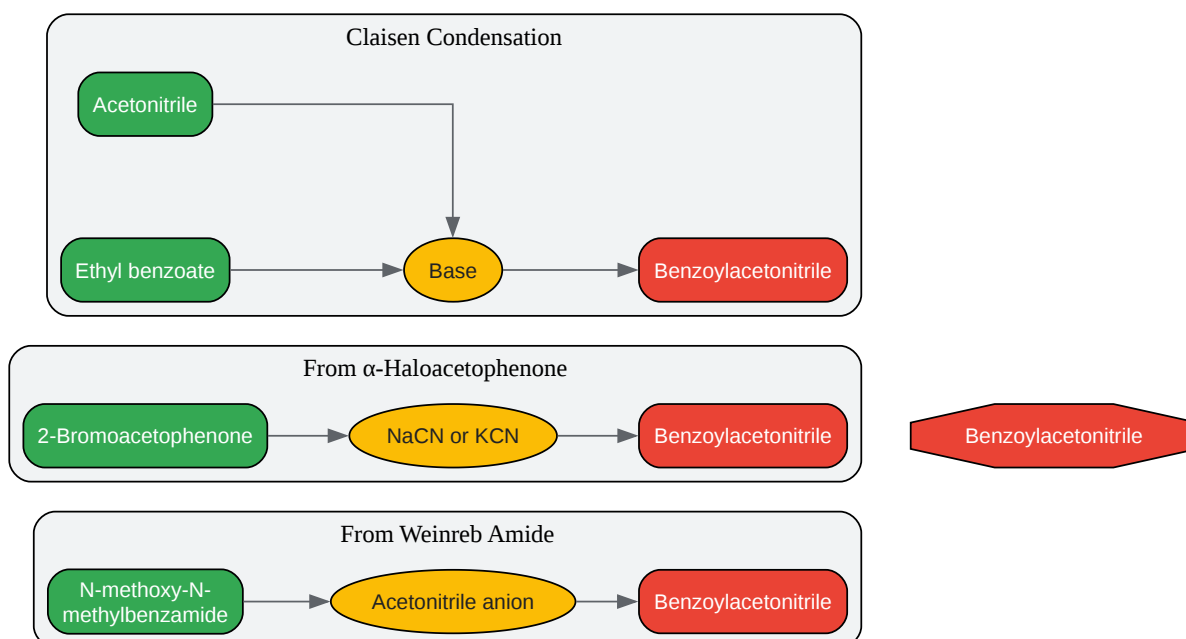 Claisen Condensation
Acetonitrile
Ethyl benzoate
Base
Benzoylacetonitrile
From α-Haloacetophenone
2-Bromoacetophenone
NaCN or KCN
Benzoylacetonitrile
Benzoylacetonitrile
From Weinreb Amide
N-methoxy-N-
methylbenzamide
Acetonitrile anion
Benzoylacetonitrile